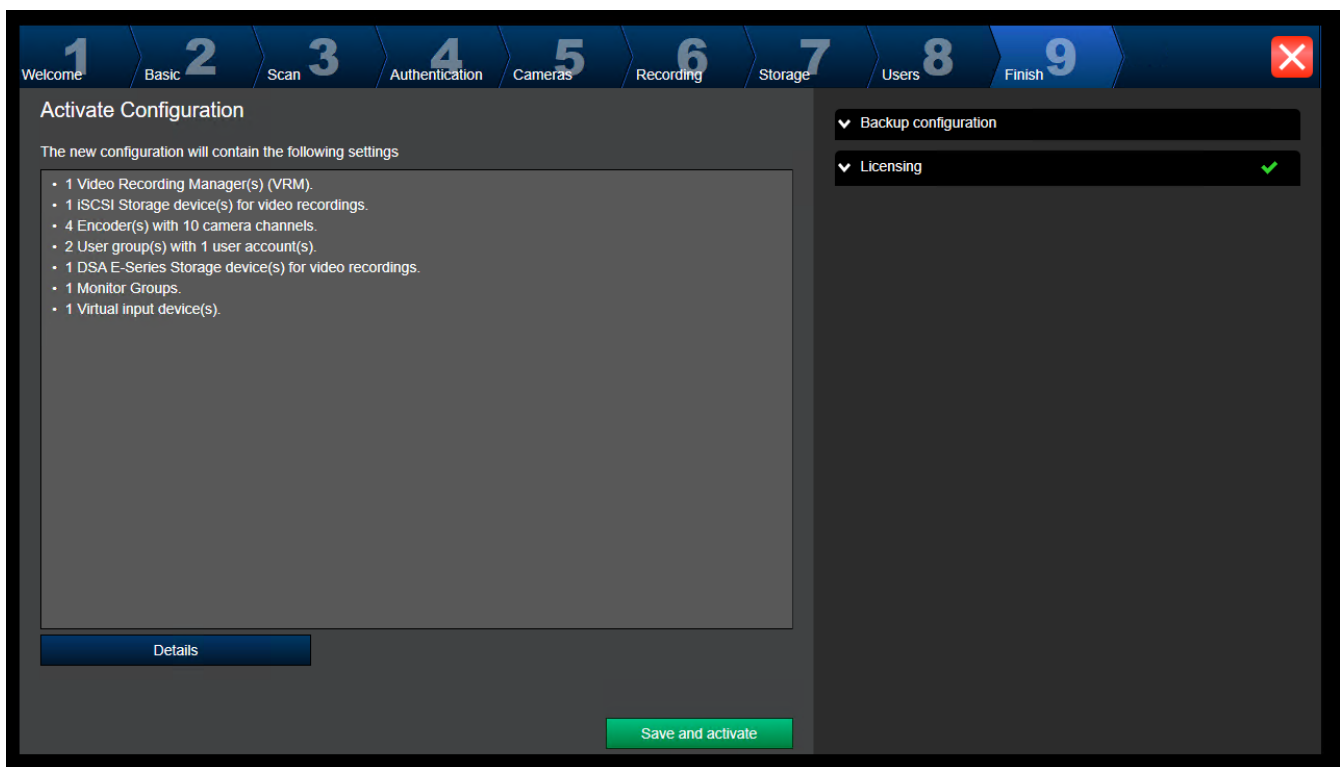 1 Welcome
2 Basic
3 Scan
4 Authentication
5 Cameras
6 Recording
7 Storage
8 Users
9 Finish
Activate Configuration
The new configuration will contain the following settings
• 1 Video Recording Manager(s) (VRM).
• 1 iSCSI Storage device(s) for video recordings.
• 4 Encoder(s) with 10 camera channels.
• 2 User group(s) with 1 user account(s).
• 1 DSA E-Series Storage device(s) for video recordings.
• 1 Monitor Groups.
• 1 Virtual input device(s).
Details
Save and activate
Backup configuration
Licensing